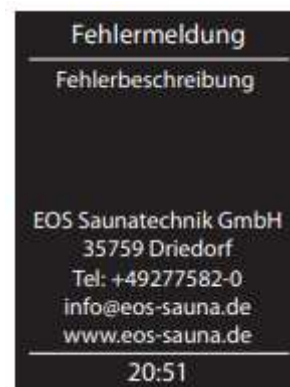 Fehlermeldung
Fehlerbeschreibung
EOS Saunatechnik GmbH
35759 Driedorf
Tel: +49277582-0
info@eos-sauna.de
www.eos-sauna.de
20:51